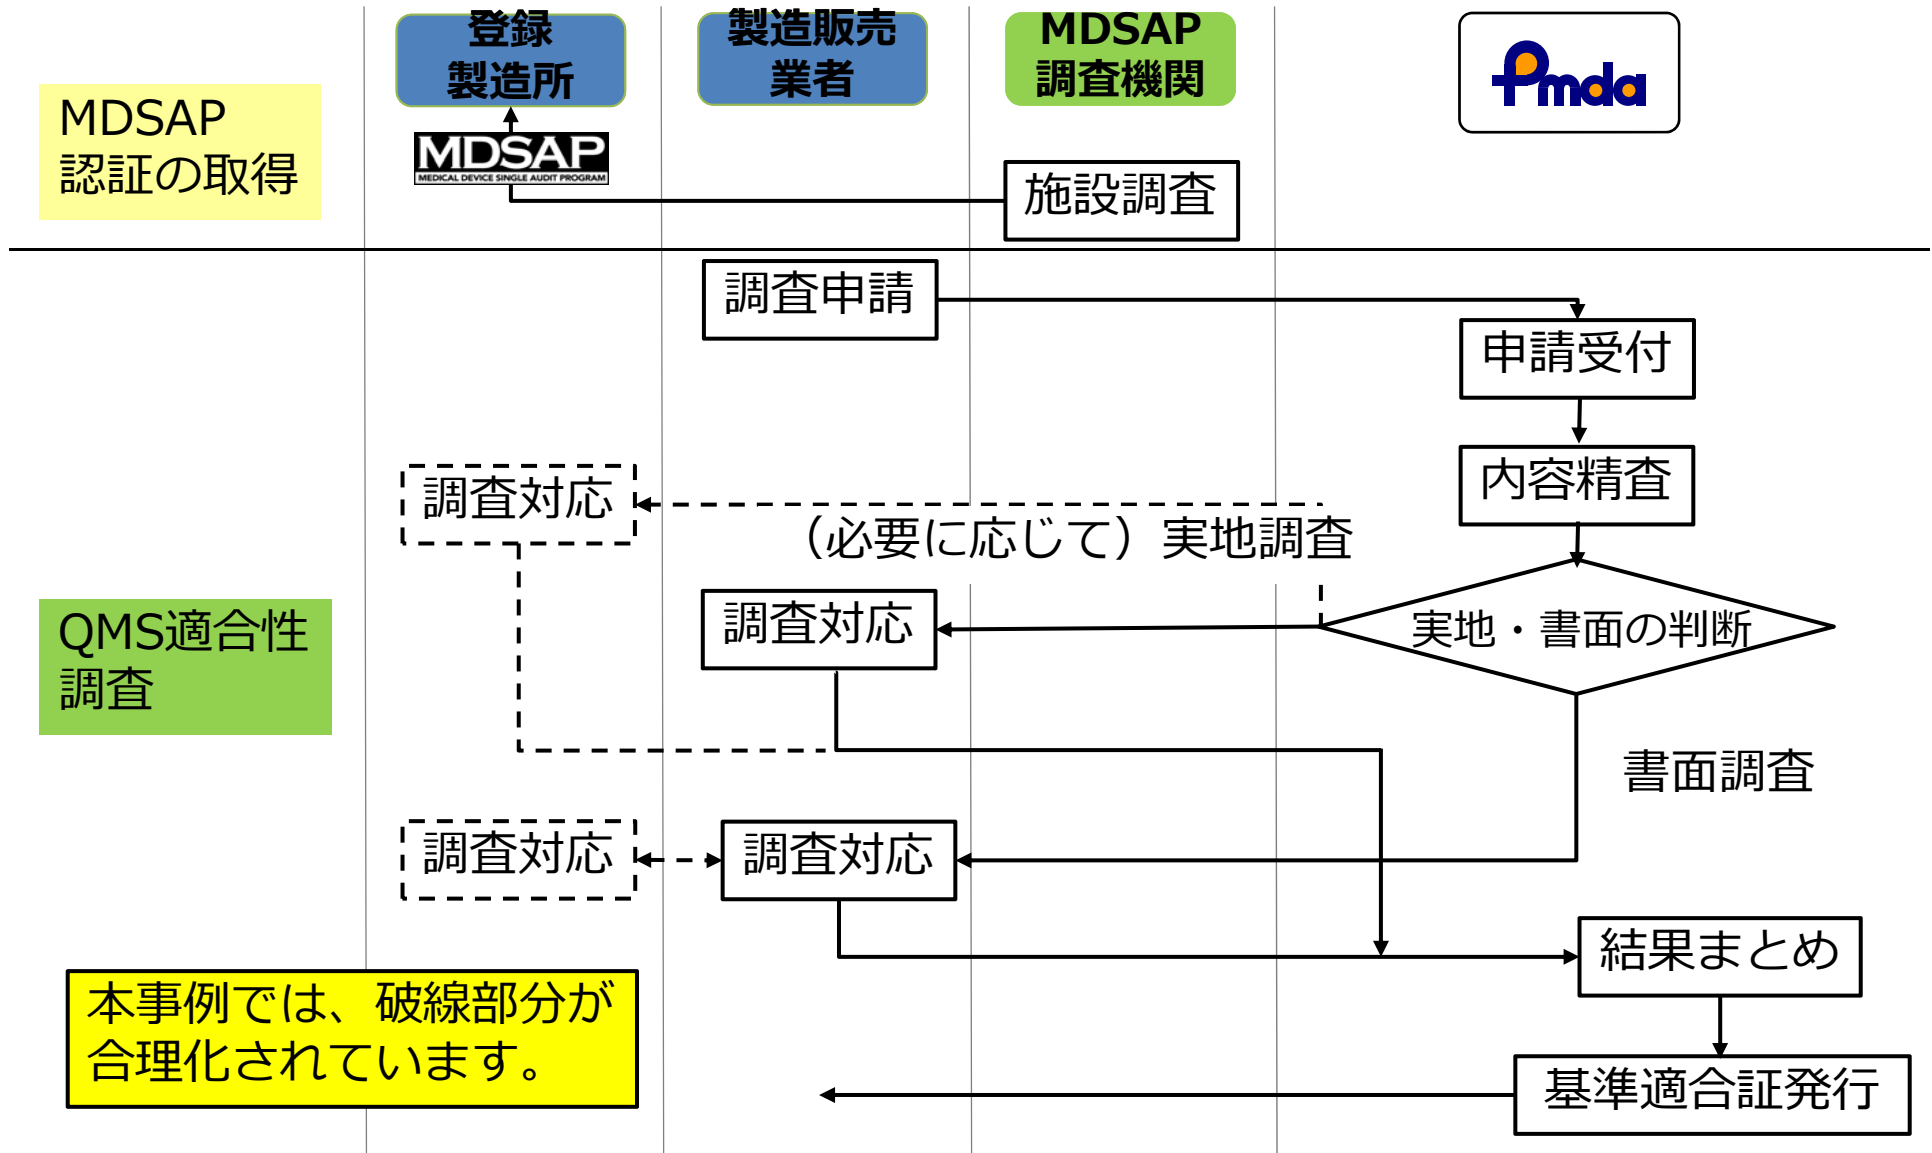 登録
製造所
製造販売
業者
MDSAP
調査機関
Pmda
MDSAP
認証の取得
MDSAP
MEDICAL DEVICE SINGLE AUDIT PROGRAM
施設調査
調査申請
申請受付
内容精査
調査対応
(必要に応じて)実地調査
実地・書面の判断
調査対応
QMS適合性
調査
書面調査
調査対応
調査対応
結果まとめ
本事例では、破線部分が
合理化されています。
基準適合証発行